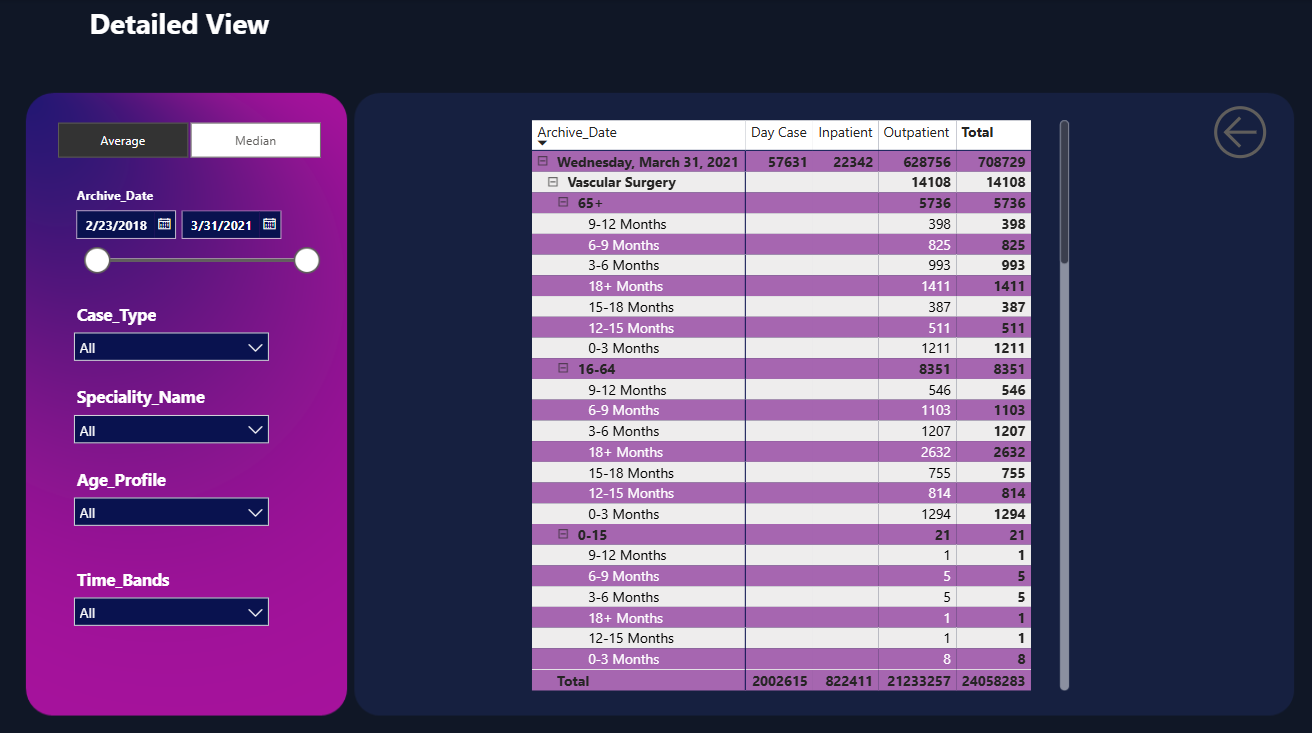 Detailed View
Average Median
Archive_Date
2/23/2018 3/31/2021
Case_Type
All
Speciality_Name
All
Age_Profile
All
Time_Bands
All
Archive_Date Day Case Inpatient Outpatient Total
Wednesday, March 31, 2021 57631 22342 628756 708729
Vascular Surgery 14108 14108
65+ 5736 5736
9-12 Months 398 398
6-9 Months 825 825
3-6 Months 993 993
18+ Months 1411 1411
15-18 Months 387 387
12-15 Months 511 511
0-3 Months 1211 1211
16-64 8351 8351
9-12 Months 546 546
6-9 Months 1103 1103
3-6 Months 1207 1207
18+ Months 2632 2632
15-18 Months 755 755
12-15 Months 814 814
0-3 Months 1294 1294
0-15 21 21
9-12 Months 1 1
6-9 Months 5 5
3-6 Months 5 5
18+ Months 1 1
12-15 Months 1 1
0-3 Months 8 8
Total 2002615 822411 21233257 24058283